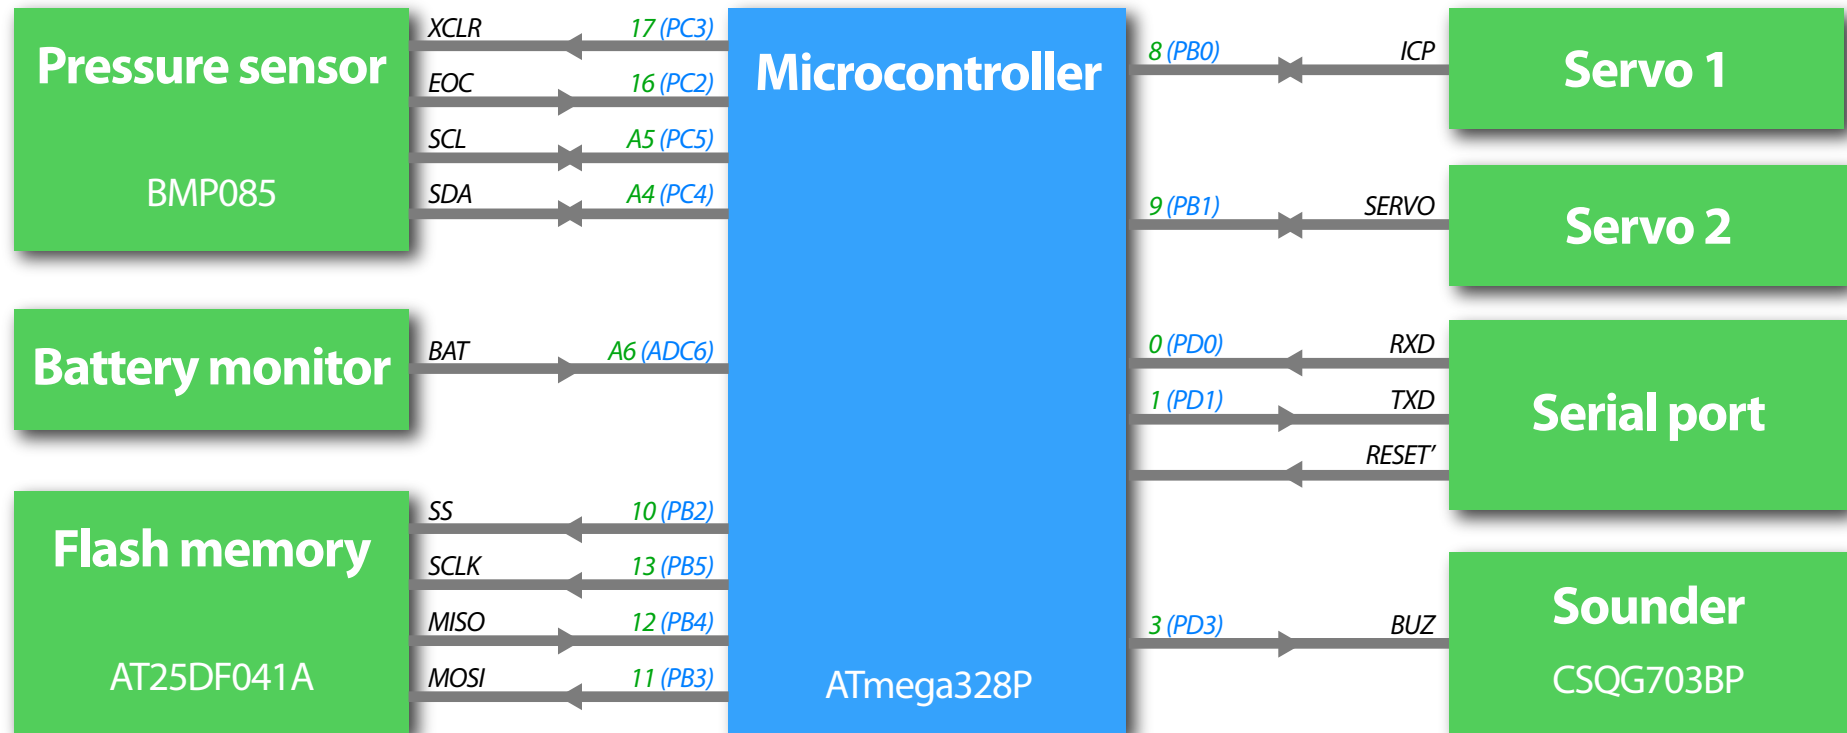 Pressure sensor
BMP085
XCLR 17 (PC3)
EOC 16 (PC2)
SCL A5 (PC5)
SDA A4 (PC4)
Battery monitor
BAT A6 (ADC6)
Flash memory
AT25DF041A
SS 10 (PB2)
SCLK 13 (PB5)
MISO 12 (PB4)
MOSI 11 (PB3)
Microcontroller
ATmega328P
8 (PB0) ICP
Servo 1
9 (PB1) SERVO
Servo 2
0 (PD0) RXD
1 (PD1) TXD
RESET’
Serial port
3 (PD3) BUZ
Sounder
CSQG703BP